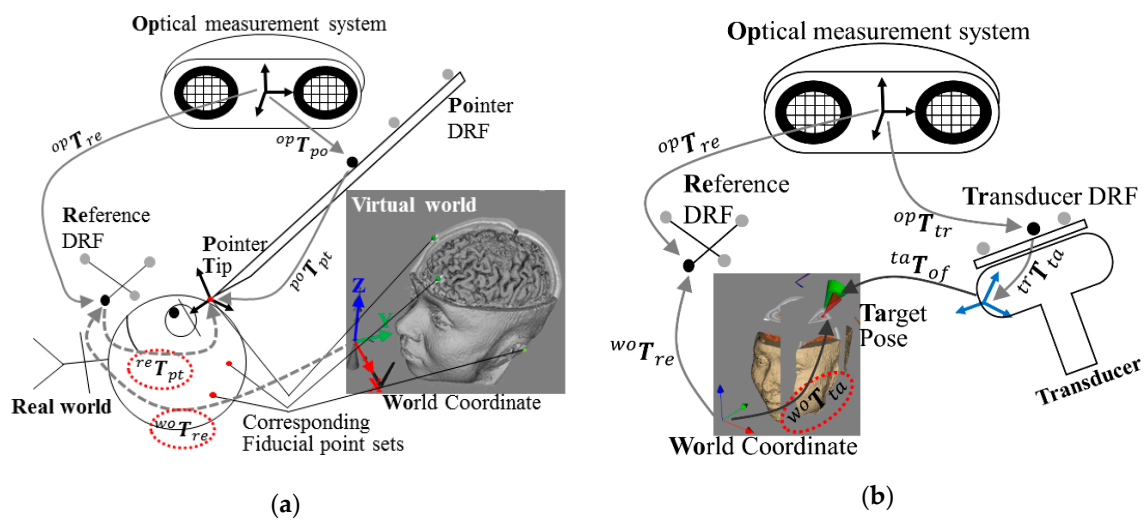 Optical measurement system
opTre
opTpo
Pointer
DRF
Reference
DRF
Pointer
Tip
poTpt
Virtual world
Z
Y
X
reTpt
Real world
woTre
Corresponding
Fiducial point sets
World Coordinate
(a)
Optical measurement system
opTre
Reference
DRF
opTtr
Transducer DRF
taTof
trTta
Target
Pose
woTre
woTta
Transducer
World Coordinate
(b)